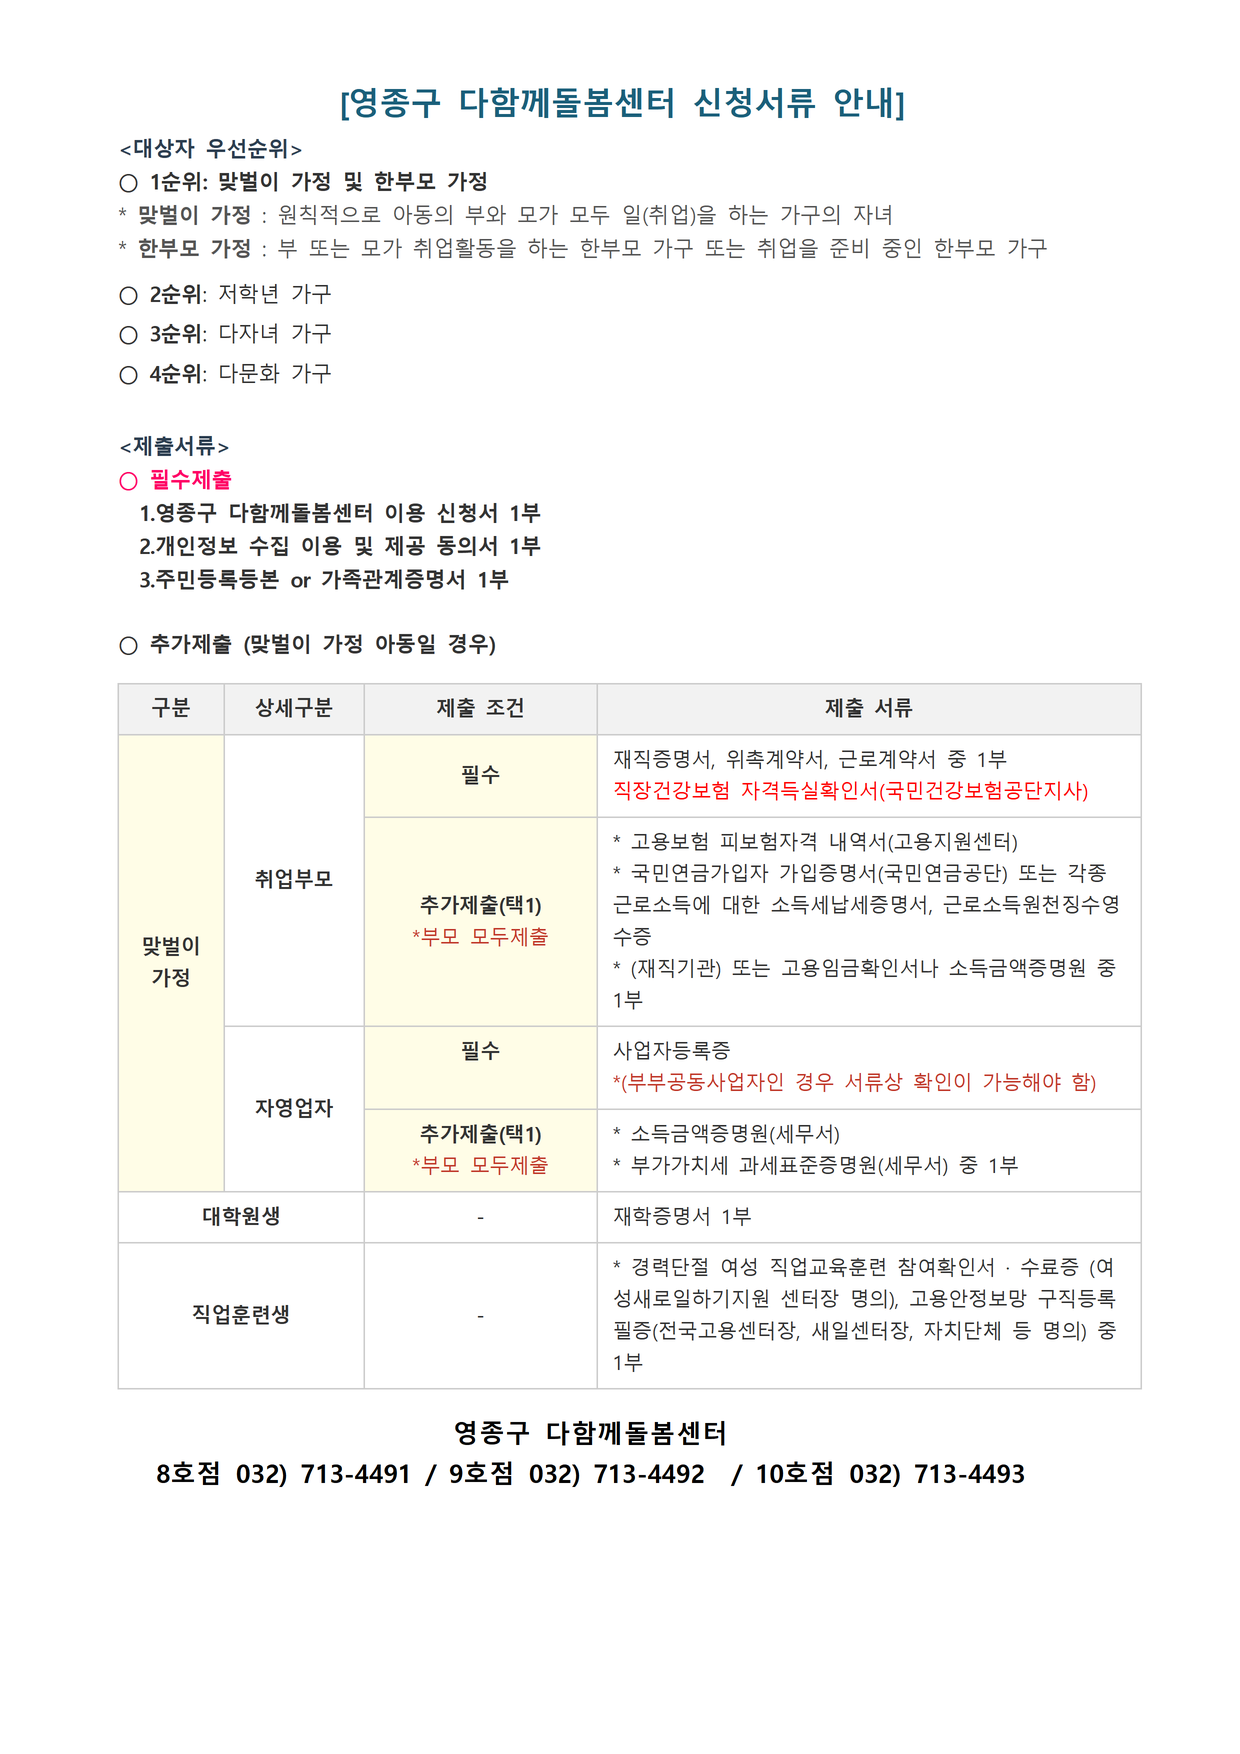 [영종구 다함께돌봄센터 신청서류 안내]
<대상자 우선순위>
○ 1순위: 맞벌이 가정 및 한부모 가정
* 맞벌이 가정 : 원칙적으로 아동의 부와 모가 모두 일(취업)을 하는 가구의 자녀
* 한부모 가정 : 부 또는 모가 취업활동을 하는 한부모 가구 또는 취업을 준비 중인 한부모 가구
○ 2순위: 저학년 가구
○ 3순위: 다자녀 가구
○ 4순위: 다문화 가구
<제출서류>
○ 필수제출
1.영종구 다함께돌봄센터 이용 신청서 1부
2.개인정보 수집 이용 및 제공 동의서 1부
3.주민등록등본 or 가족관계증명서 1부
○ 추가제출 (맞벌이 가정 아동일 경우)
구분 상세구분 제출 조건 제출 서류
맞벌이
가정
취업부모
필수
재직증명서, 위촉계약서, 근로계약서 중 1부
직장건강보험 자격득실확인서(국민건강보험공단지사)
추가제출(택1)
*부모 모두제출
* 고용보험 피보험자격 내역서(고용지원센터)
* 국민연금가입자 가입증명서(국민연금공단) 또는 각종
근로소득에 대한 소득세납세증명서, 근로소득원천징수영
수증
* (재직기관) 또는 고용임금확인서나 소득금액증명원 중
1부
자영업자
필수
사업자등록증
*(부부공동사업자인 경우 서류상 확인이 가능해야 함)
추가제출(택1)
*부모 모두제출
* 소득금액증명원(세무서)
* 부가가치세 과세표준증명원(세무서) 중 1부
대학원생 - 재학증명서 1부
직업훈련생 -
* 경력단절 여성 직업교육훈련 참여확인서 · 수료증 (여
성새로일하기지원 센터장 명의), 고용안정보망 구직등록
필증(전국고용센터장, 새일센터장, 자치단체 등 명의) 중
1부
영종구 다함께돌봄센터
8호점 032) 713-4491 / 9호점 032) 713-4492 / 10호점 032) 713-4493